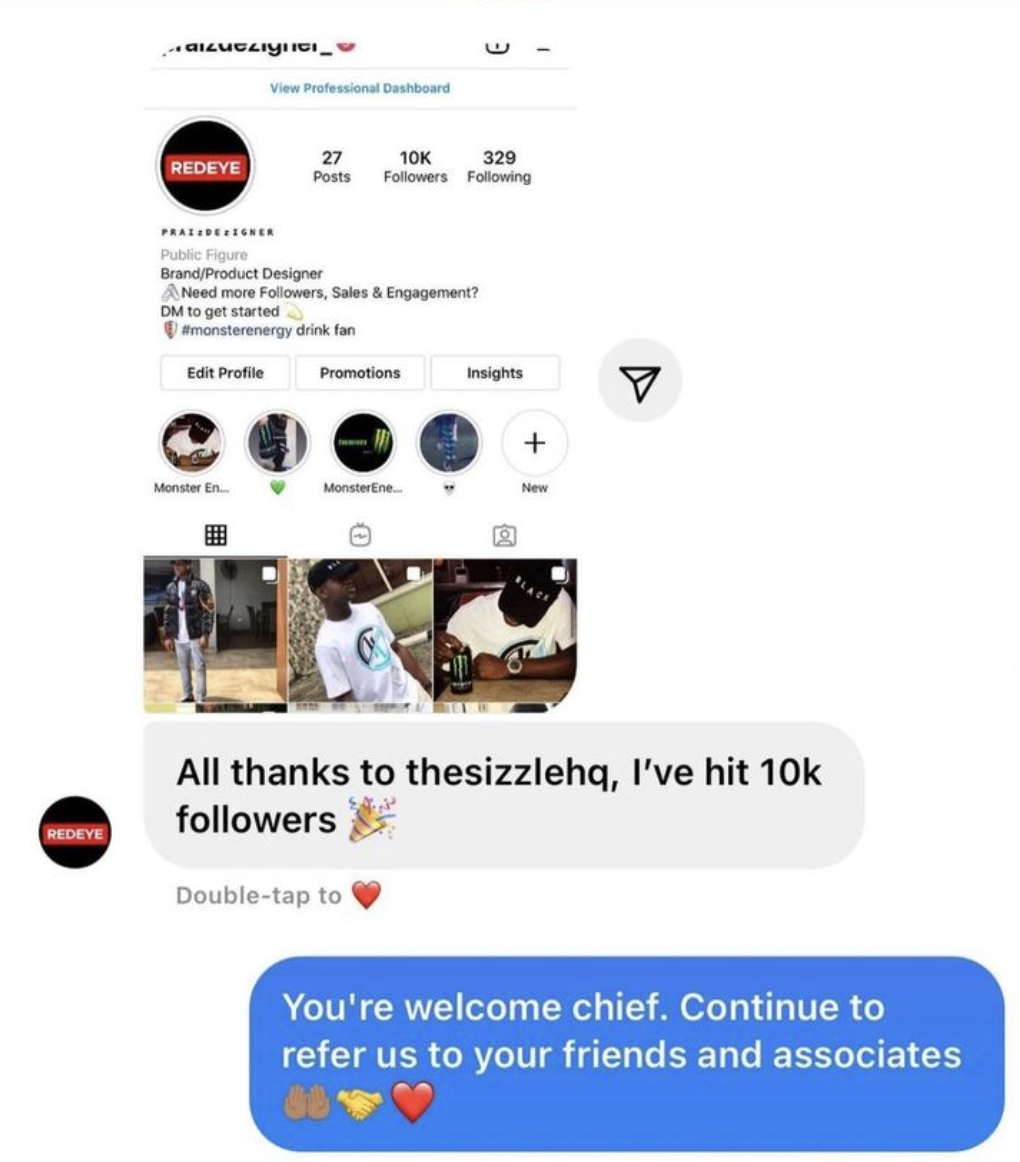 View Professional Dashboard
REDEYE
27
10K
329
Posts
Followers
Following
PRAIzDEzIGNER
Public Figure
Brand/Product Designer
Need more Followers, Sales & Engagement?
DM to get started 💫
#monsterenergy drink fan
Edit Profile
Promotions
Insights
Monster En...
💚
MonsterEne...
💀
New
BLACK
All thanks to thesizzlehq, I've hit 10k
followers 🎉
REDEYE
Double-tap to ❤️
You're welcome chief. Continue to
refer us to your friends and associates
🤲🏾🤝❤️